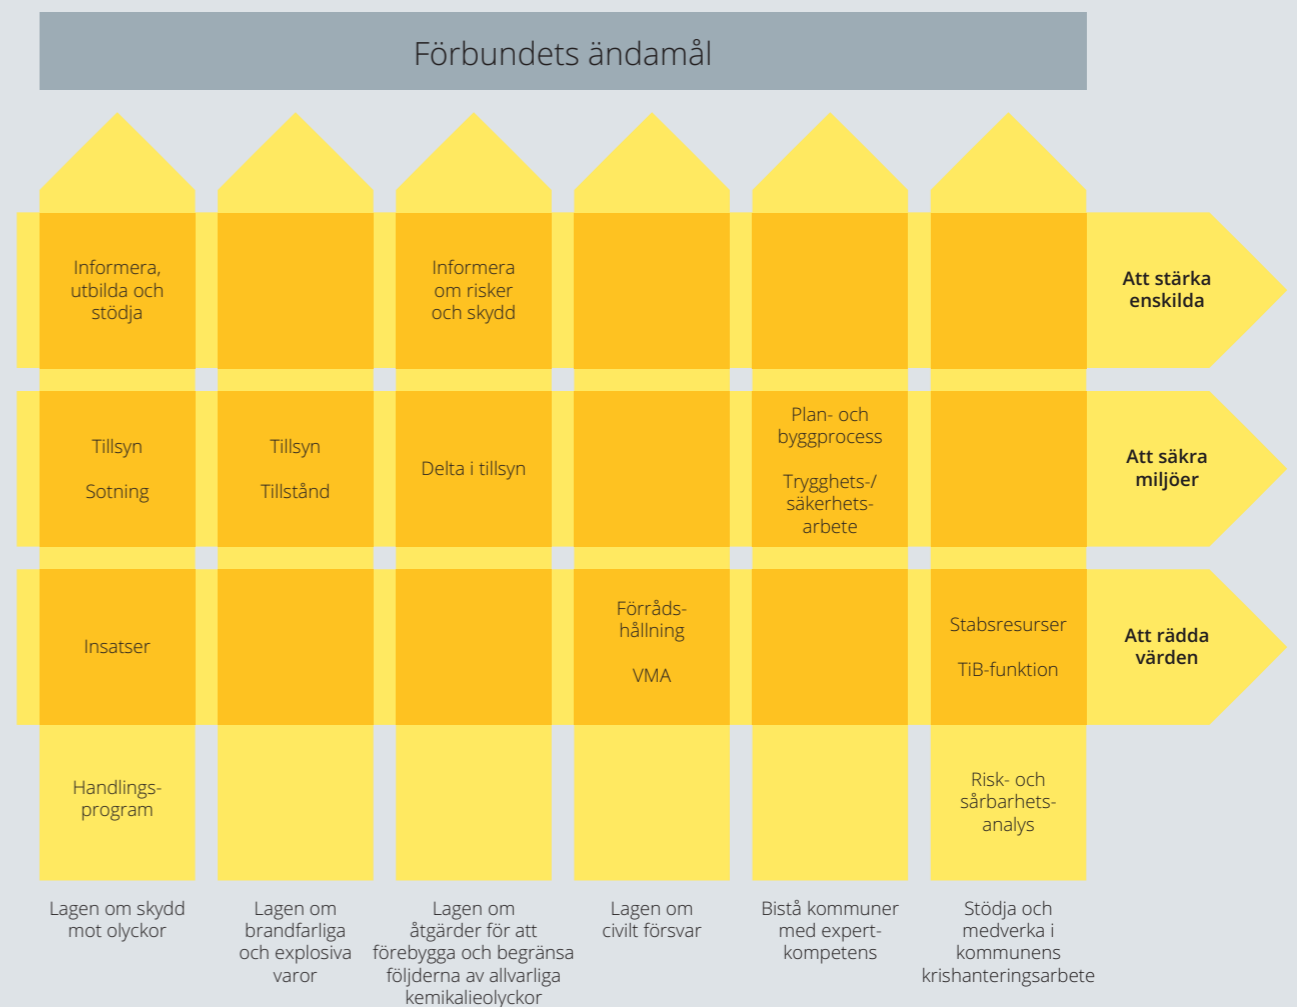 Förbundets ändamål
Informera,
utbilda och
stödja
Informera
om risker
och skydd
Att stärka
enskilda
Tillsyn
Sotning
Tillsyn
Tillstånd
Delta i tillsyn
Plan- och
byggprocess
Trygghets-/
säkerhets-
arbete
Att säkra
miljöer
Insatser
Förråds-
hållning
VMA
Stabsresurser
TiB-funktion
Att rädda
värden
Handlings-
program
Risk- och
sårbarhets-
analys
Lagen om skydd
mot olyckor
Lagen om
brandfarliga
och explosiva
varor
Lagen om
åtgärder för att
förebygga och begränsa
följderna av allvarliga
kemikalieolyckor
Lagen om
civilt försvar
Bistå kommuner
med expert-
kompetens
Stödja och
medverka i
kommunens
krishanteringsarbete